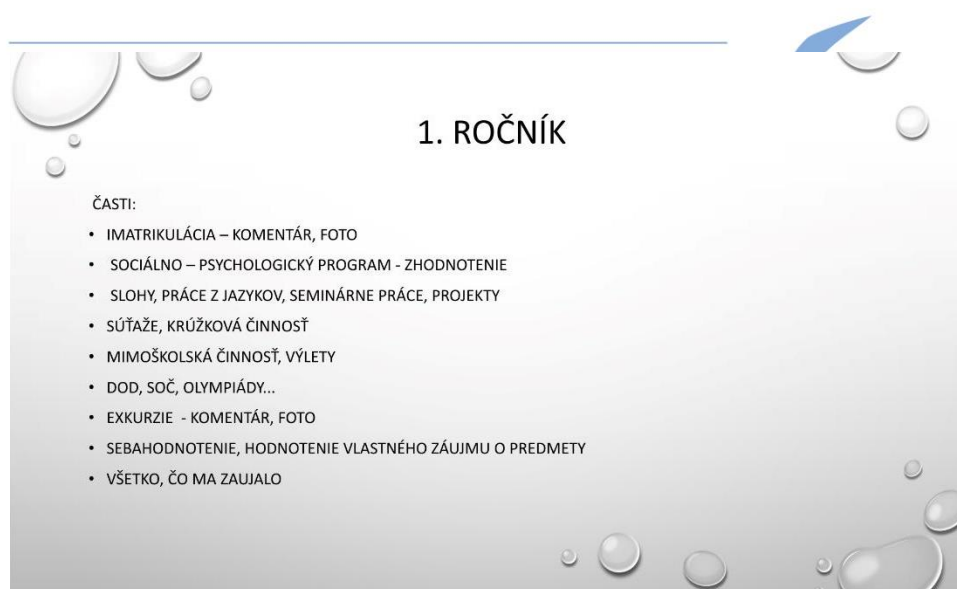 1. ROČNÍK
ČASTI:
• IMATRIKULÁCIA – KOMENTÁR, FOTO
• SOCIÁLNO – PSYCHOLOGICKÝ PROGRAM - ZHODNOTENIE
• SLOHY, PRÁCE Z JAZYKOV, SEMINÁRNE PRÁCE, PROJEKTY
• SÚŤAŽE, KRÚŽKOVÁ ČINNOSŤ
• MIMOŠKOLSKÁ ČINNOSŤ, VÝLETY
• DOD, SOČ, OLYMPIÁDY...
• EXKURZIE - KOMENTÁR, FOTO
• SEBAHODNOTENIE, HODNOTENIE VLASTNÉHO ZÁUJMU O PREDMETY
• VŠETKO, ČO MA ZAUJALO